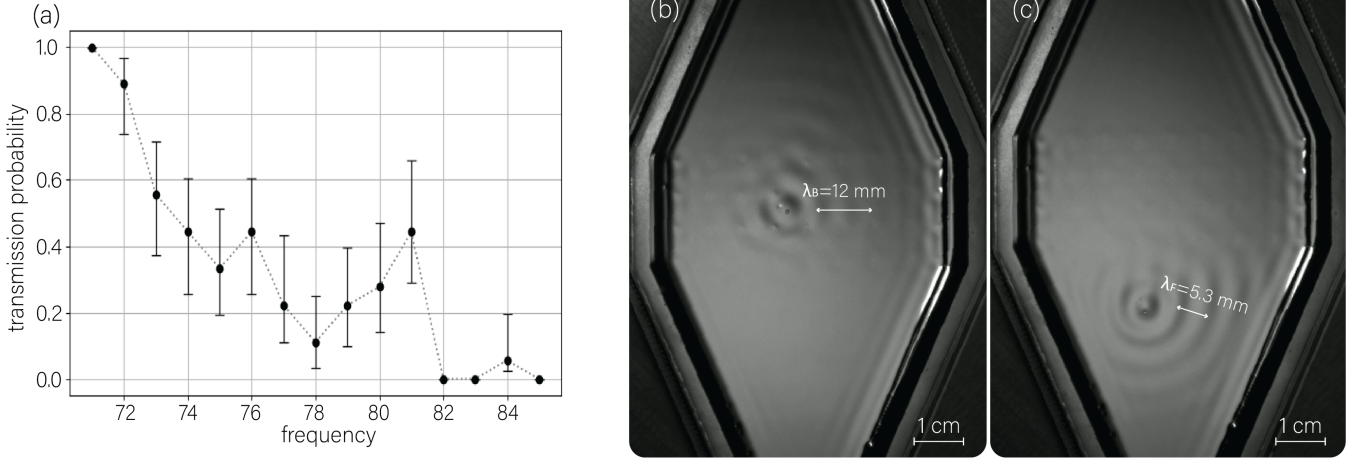 (a)
1.0
0.8
0.6
0.4
0.2
0.0
transmission probability
72 74 76 78 80 82 84
frequency
(b)
λB=12 mm
1 cm
(c)
λF=5.3 mm
1 cm